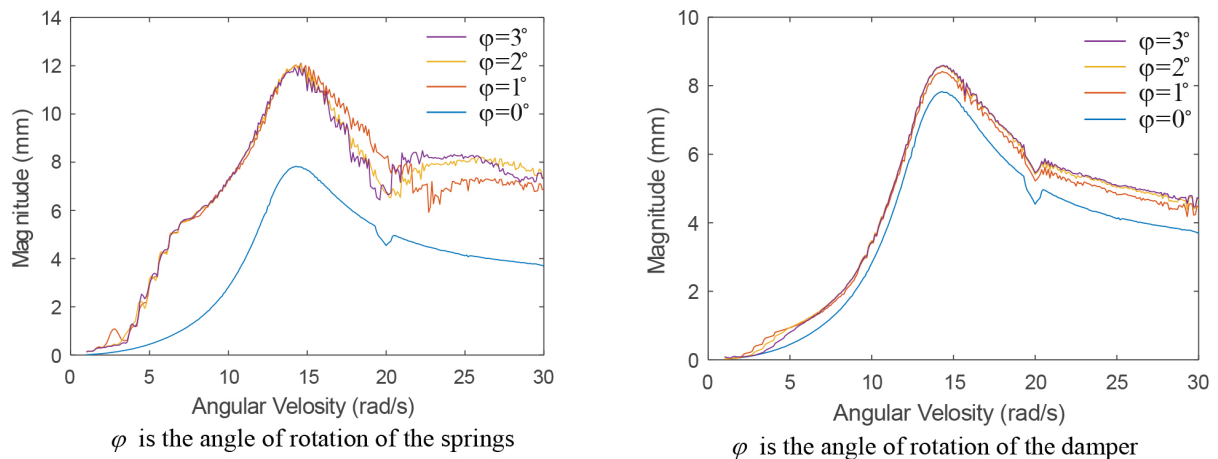 14
12
10
8
6
4
2
0
Magnitude (mm)
φ=3°
φ=2°
φ=1°
φ=0°
0 5 10 15 20 25 30
Angular Velosity (rad/s)
φ is the angle of rotation of the springs
10
8
6
4
2
0
Magnitude (mm)
φ=3°
φ=2°
φ=1°
φ=0°
0 5 10 15 20 25 30
Angular Velosity (rad/s)
φ is the angle of rotation of the damper